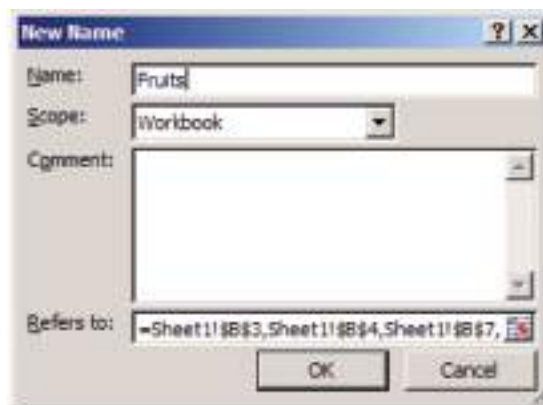 New Name
Name: Fruits
Scope: Workbook
Comment:
Refers to: =Sheet1!$B$3,Sheet1!$B$4,Sheet1!$B$7,
OK Cancel